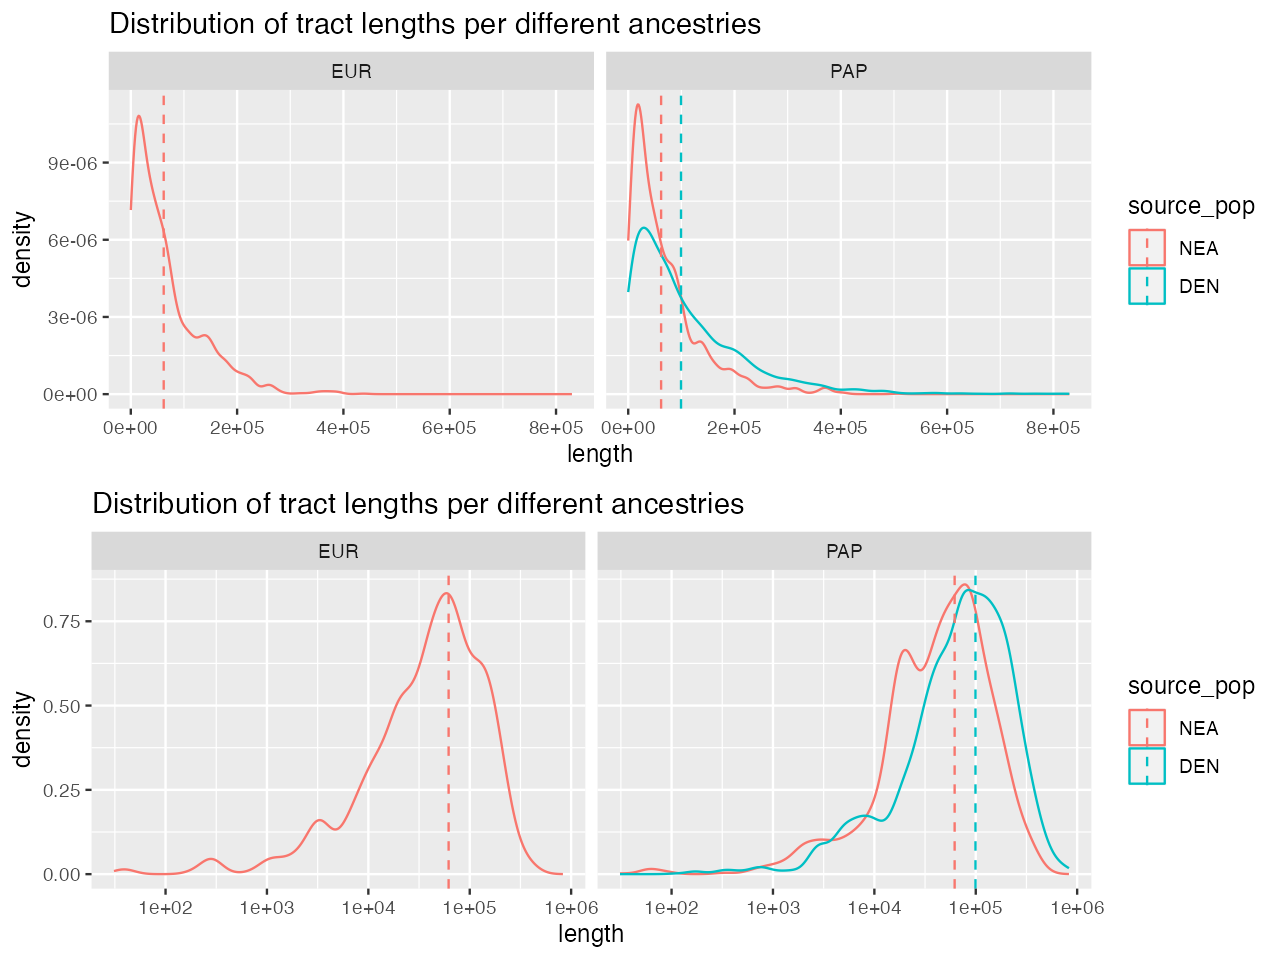 Distribution of tract lengths per different ancestries
EUR
PAP
density
9e-06
6e-06
3e-06
0e+00
0e+00 2e+05 4e+05 6e+05 8e+05
0e+00 2e+05 4e+05 6e+05 8e+05
length
source_pop
NEA
DEN
Distribution of tract lengths per different ancestries
EUR
PAP
density
0.75
0.50
0.25
0.00
1e+02 1e+03 1e+04 1e+05 1e+06
1e+02 1e+03 1e+04 1e+05 1e+06
length
source_pop
NEA
DEN